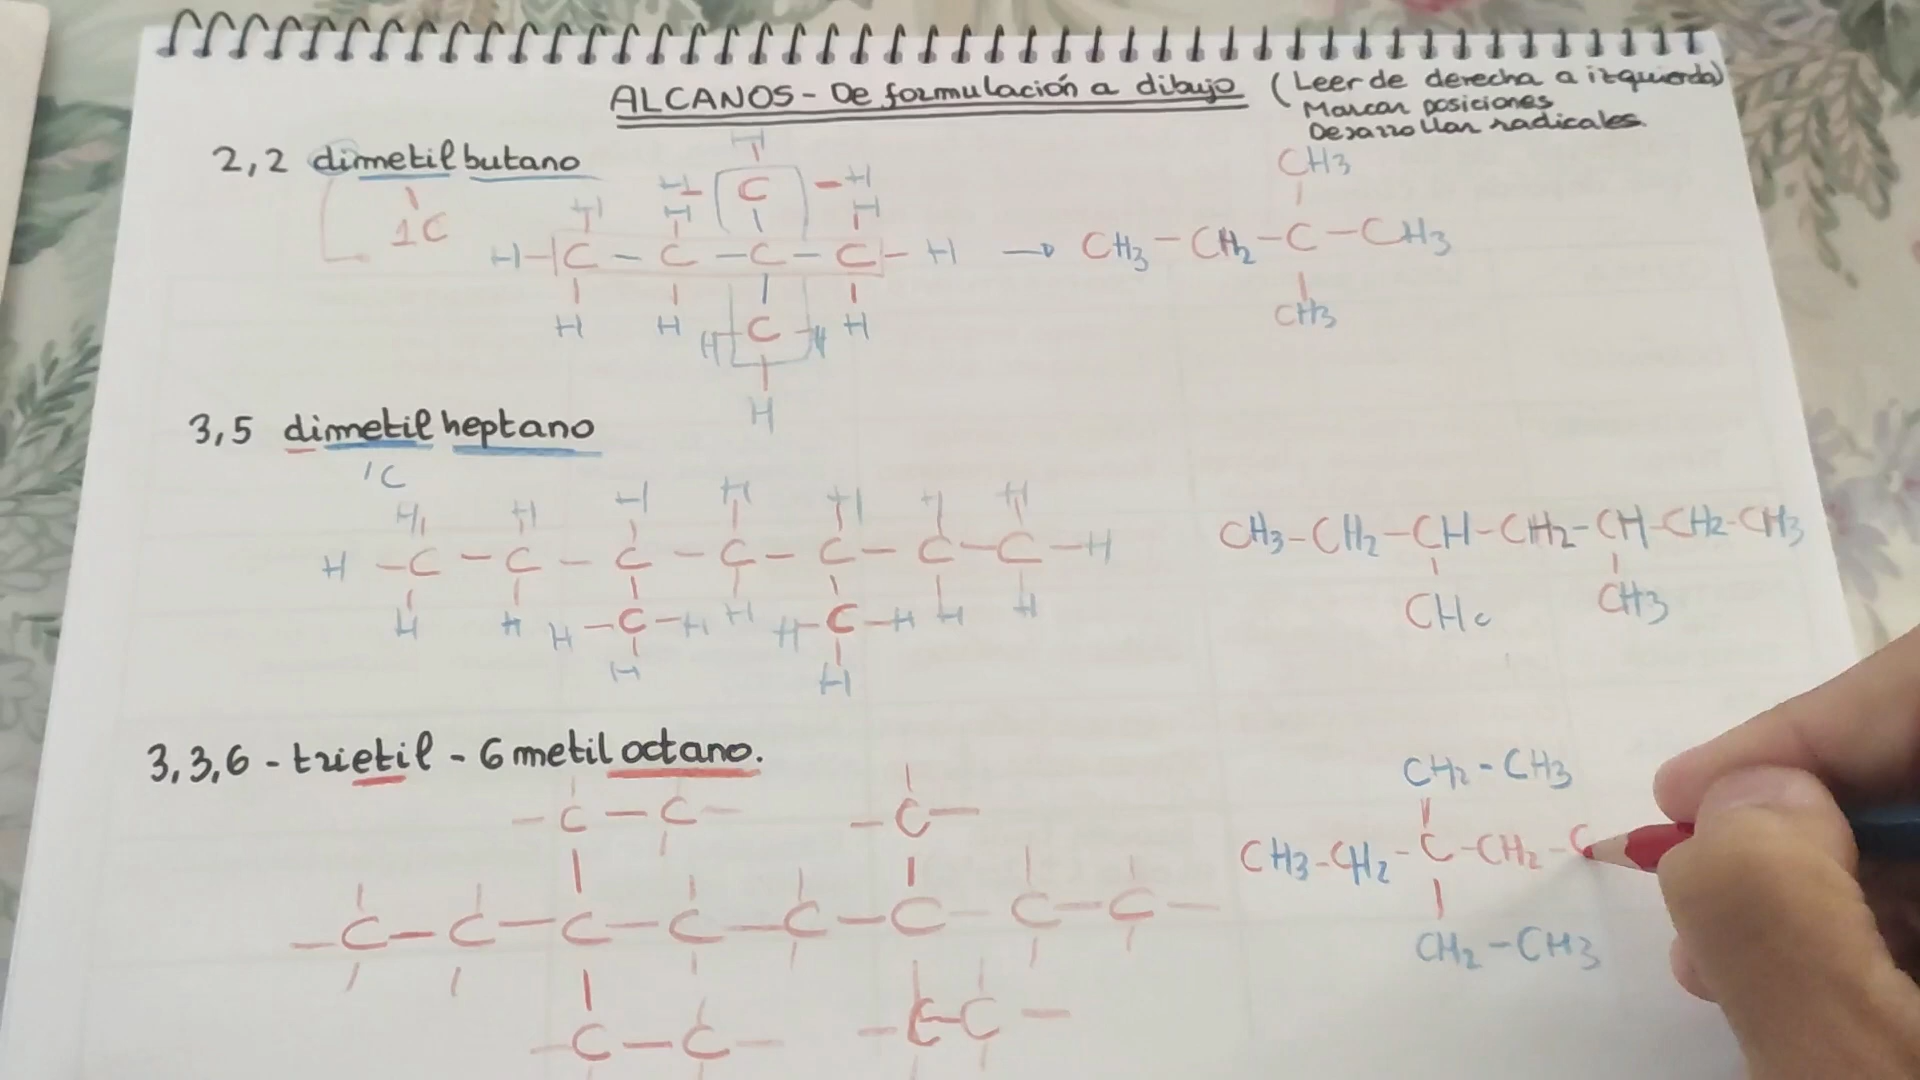 ALCANOS - De formulación a dibujo (Leer de derecha a izquierda)
Marcar posiciones
Desarrollar radicales.
2,2 dimetilbutano
1C
H
H - C - H
H H H
H - C - C - C - C - H
H H C H
H H
H
→ CH3 - CH2 - C - CH3
CH3
CH3
3,5 dimetil heptano
1C
H H H H H H H
H - C - C - C - C - C - C - C - H
H H H - C - H H H - C - H H H
H H
CH3 - CH2 - CH - CH2 - CH - CH2 - CH3
CHc CH3
3,3,6 - trietil - 6 metil octano.
- C - C - - C -
- C - C - C - C - C - C - C - C -
- C - C - - C - C -
CH2 - CH3
CH3 - CH2 - C - CH2 - C
CH2 - CH3